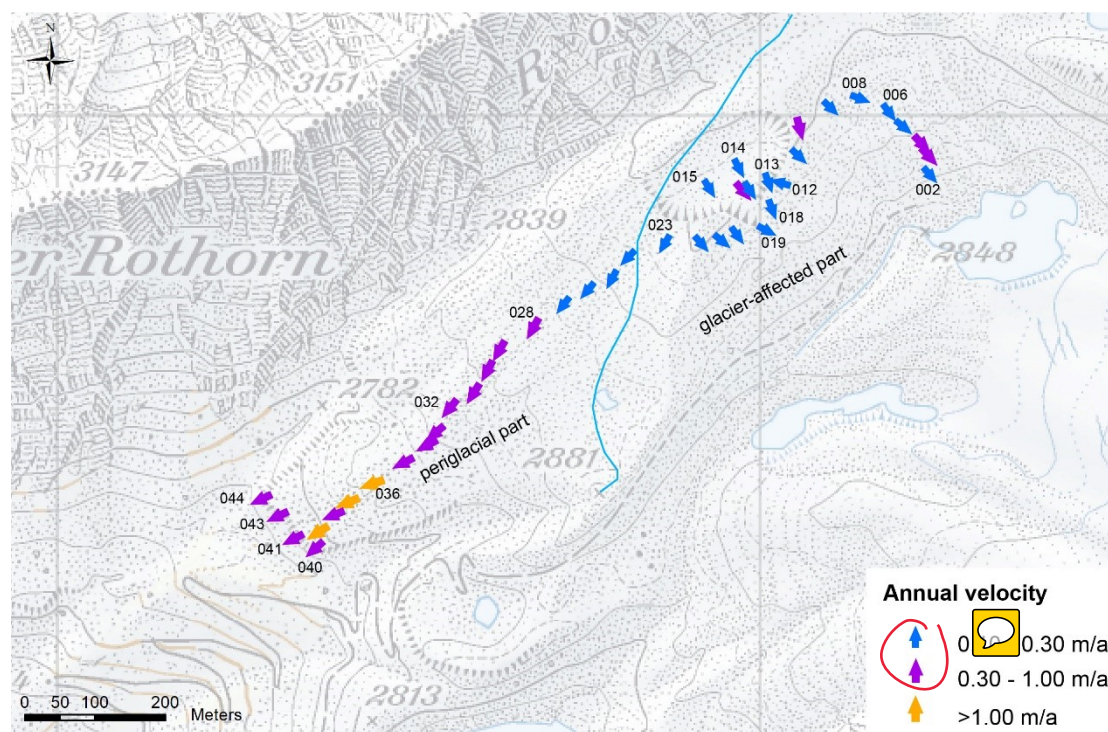 N
3151
R
3147
er Rothorn
2839
014
013
015
012
018
023
019
008
006
002
2848
glacier-affected part
028
2782
032
periglacial part
2881
036
044
043
041
040
2813
0 50 100 200
Meters
Annual velocity
0 0.30 m/a
0.30 - 1.00 m/a
>1.00 m/a